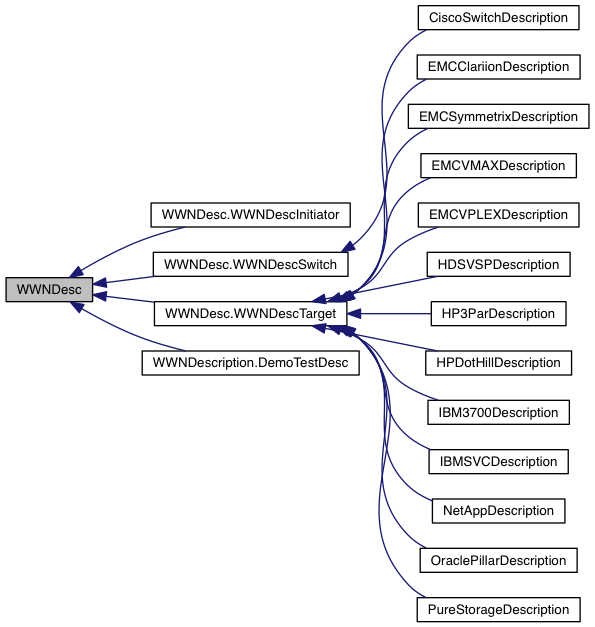 CiscoSwitchDescription
EMCClariionDescription
EMCSymmetrixDescription
EMCVMAXDescription
WWNDesc.WWNDescInitiator
EMCVPLEXDescription
WWNDesc.WWNDescSwitch
HDSVSPDescription
WWNDesc
WWNDesc.WWNDescTarget
HP3ParDescription
WWNDescription.DemoTestDesc
HPDotHillDescription
IBM3700Description
IBMSVCDescription
NetAppDescription
OraclePillarDescription
PureStorageDescription